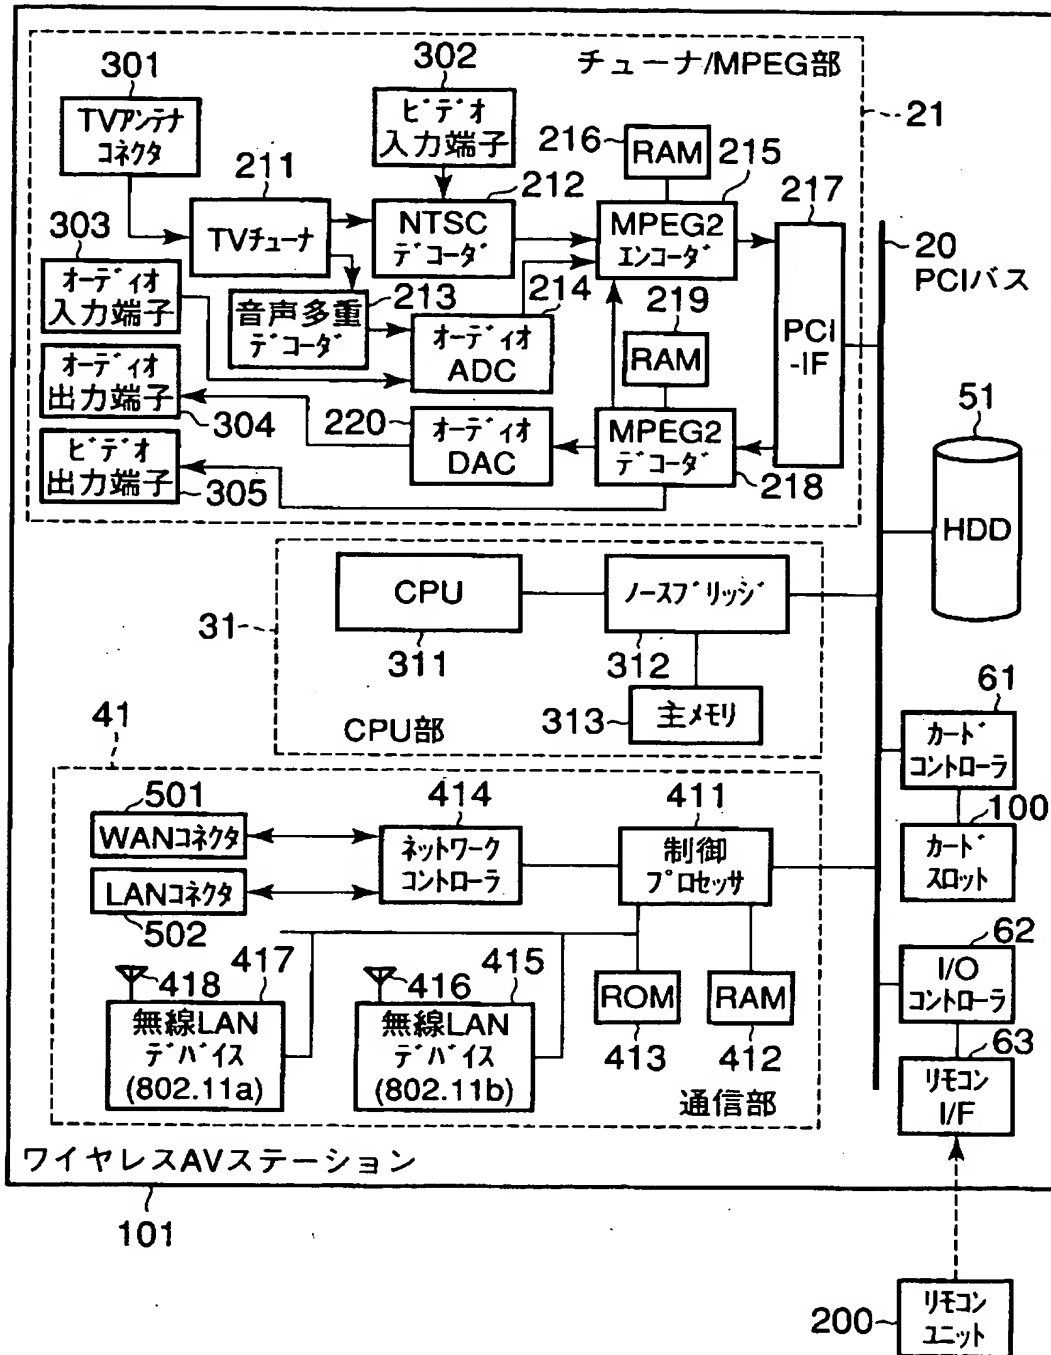 301
302
チューナ/MPEG部
21
TVアンテナ
コネクタ
ビデオ
入力端子
216
RAM
215
211
212
217
TVチューナ
NTSC
デコーダ
MPEG2
エンコーダ
20
PCIバス
303
オーディオ
入力端子
213
音声多重
デコーダ
214
219
オーディオ
ADC
RAM
PCI
-IF
オーディオ
出力端子
304
220
オーディオ
DAC
MPEG2
デコーダ
218
51
HDD
ビデオ
出力端子
305
CPU
ノースブリッジ
31
311
312
313
主メモリ
CPU部
61
カード
コントローラ
41
501
WANコネクタ
414
ネットワーク
コントローラ
411
制御
プロセッサ
100
カード
スロット
LANコネクタ
502
418
417
416
415
無線LAN
デバイス
(802.11a)
無線LAN
デバイス
(802.11b)
ROM
413
RAM
412
通信部
62
I/O
コントローラ
63
リモコン
I/F
ワイヤレスAVステーション
101
200
リモコン
ユニット